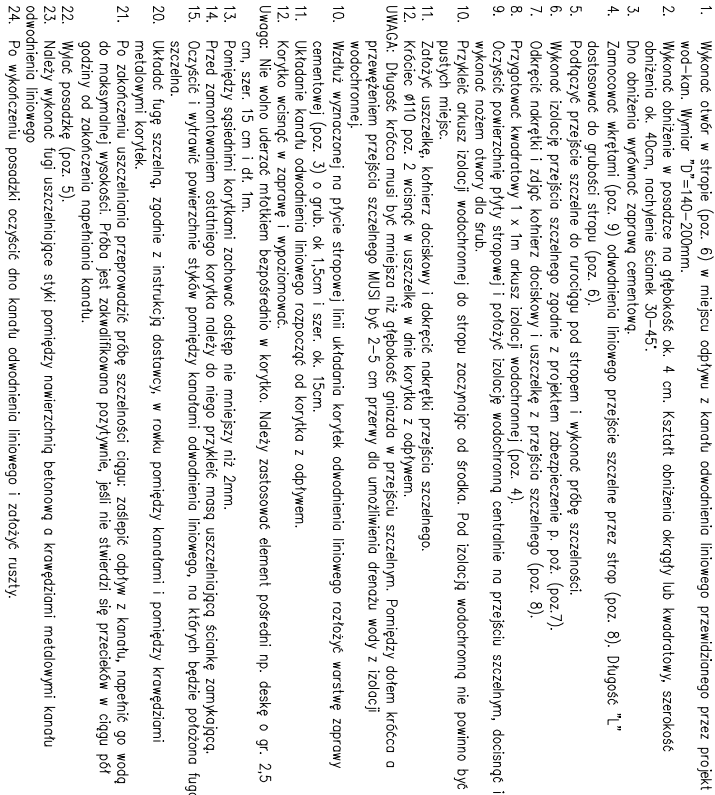 1. Wykonać otwór w stropie (poz. 6) w miejscu odpływu z kanału odwodnienia liniowego przewidzianego przez projekt
wod-kan. Wymiar "D"=140-200mm.
2. Wykonać obniżenie w posadzce na głębokość ok. 4 cm. Kształt obniżenia okrągły lub kwadratowy, szerokość
obniżenia ok. 40cm, nachylenie ścianek 30-45°.
3. Dno obniżenia wyrównać zaprawą cementową.
4. Zamocować wkrętami (poz. 9) odwodnienia liniowego przejście szczelne przez strop (poz. 8). Długość "L"
dostosować do grubości stropu (poz. 6).
5. Podłączyć przejście szczelne do rurociągu pod stropem i wykonać próbę szczelności.
6. Wykonać izolację przejścia szczelnego zgodnie z projektem zabezpieczenie p. poż. (poz.7).
7. Odkręcić nakrętki i zdjąć kołnierz dociskowy i uszczelkę z przejścia szczelnego (poz. 8).
8. Przygotować kwadratowy 1 x 1m arkusz izolacji wodochronnej (poz. 4).
9. Oczyścić powierzchnię płyty stropowej i położyć izolację wodochronną centralnie na przejściu szczelnym, docisnąć i
wykonać nożem otwory dla śrub.
10. Przykleić arkusz izolacji wodochronnej do stropu zaczynając od środka. Pod izolacją wodochronną nie powinno być
pustych miejsc.
11. Założyć uszczelkę, kołnierz dociskowy i dokręcić nakrętki przejścia szczelnego.
12. Króciec ø110 poz. 2 wcisnąć w uszczelkę w dnie korytka z odpływem.
UWAGA: Długość króćca musi być mniejsza niż głębokość gniazda w przejściu szczelnym. Pomiędzy dołem króćca a
przewężeniem przejścia szczelnego MUSI być 2-5 cm przerwy dla umożliwienia drenażu wody z izolacji
wodochronnej.
10. Wzdłuż wyznaczonej na płycie stropowej linii układania korytek odwodnienia liniowego rozłożyć warstwę zaprawy
cementowej (poz. 3) o grub. ok 1,5cm i szer. ok. 15cm.
11. Układanie kanału odwodnienia liniowego rozpocząć od korytka z odpływem.
12. Korytko wcisnąć w zaprawę i wypoziomować.
Uwaga: Nie wolno uderzać młotkiem bezpośrednio w korytko. Należy zastosować element pośredni np. deskę o gr. 2,5
cm, szer. 15 cm i dł. 1m.
13. Pomiędzy sąsiednimi korytkami zachować odstęp nie mniejszy niż 2mm.
14. Przed zamontowaniem ostatniego korytka należy do niego przykleić masą uszczelniającą ściankę zamykającą.
15. Oczyścić i wytrawić powierzchnie styków pomiędzy kanałami odwodnienia liniowego, na których będzie położona fuga
szczelna.
20. Układać fugę szczelną, zgodnie z instrukcją dostawcy, w rowku pomiędzy kanałami i pomiędzy krawędziami
metalowymi korytek.
21. Po zakończeniu uszczelniania przeprowadzić próbę szczelności ciągu: zaślepić odpływ z kanału, napełnić go wodą
do maksymalnej wysokości. Próba jest zakwalifikowana pozytywnie, jeśli nie stwierdzi się przecieków w ciągu pół
godziny od zakończenia napełniania kanału.
22. Wylać posadzkę (poz. 5).
23. Należy wykonać fugi uszczelniające styki pomiędzy nawierzchnią betonową a krawędziami metalowymi kanału
odwodnienia liniowego
24. Po wykończeniu posadzki oczyścić dno kanału odwodnienia liniowego i założyć ruszty.